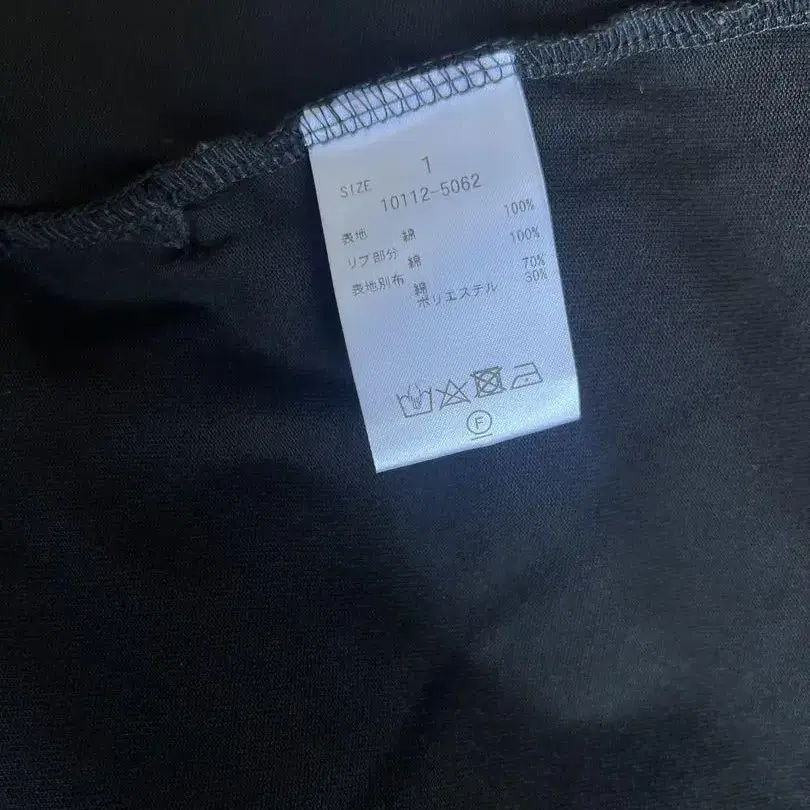 SIZE 1
10112-5062
表地 綿 100%
リブ部分 綿 100%
表地別布 綿 70%
ポリエステル 30%
F